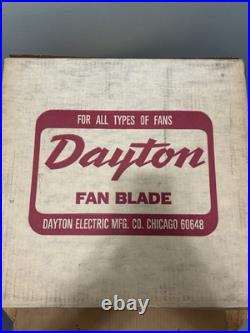 FOR ALL TYPES OF FANS
Dayton
FAN BLADE
DAYTON ELECTRIC MFG. CO. CHICAGO 60648